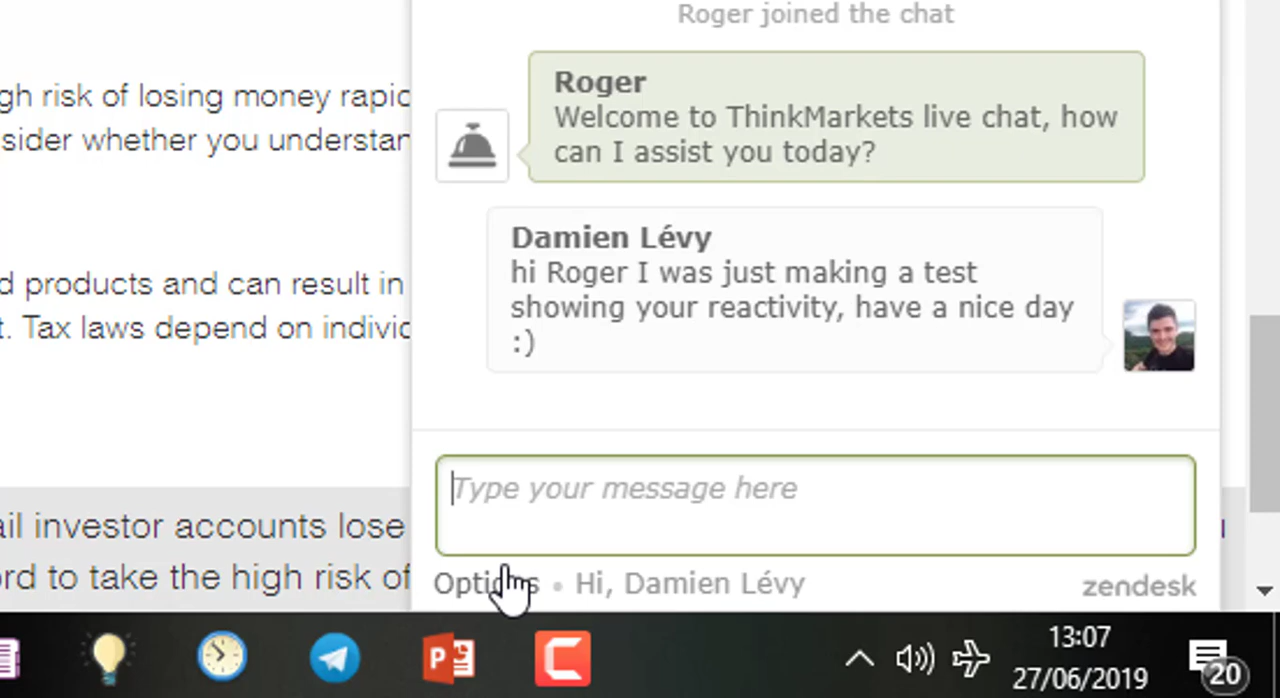 Roger joined the chat
gh risk of losing money
sider whether you
Roger
Welcome to ThinkMarkets live chat, how
can I assist you today?
Damien Lévy
hi Roger I was just making a test
showing your reactivity, have a nice day
:)
d products and can result in
t. Tax laws depend on
ail investor accounts lose
ord to take the high risk of
Type your message here
Options • Hi, Damien Lévy
zendesk
13:07
27/06/2019
20